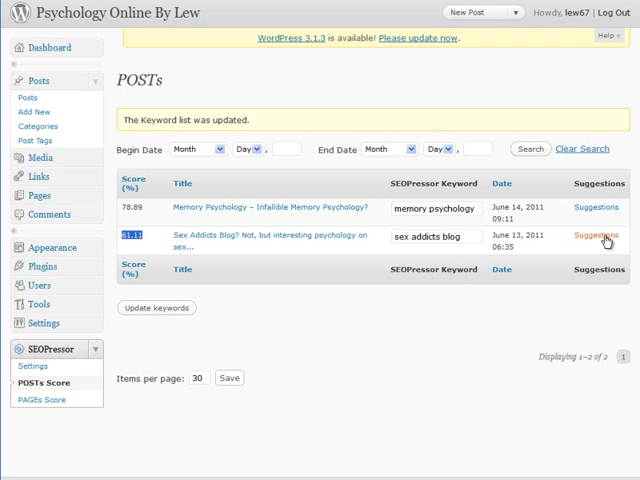 Psychology Online By Lew
New Post
Howdy, lew67 | Log Out
WordPress 3.1.3 is available! Please update now.
Help
Dashboard
Posts
Posts
Add New
Categories
Post Tags
Media
Links
Pages
Comments
Appearance
Plugins
Users
Tools
Settings
SEOPressor
Settings
POSTs Score
PAGEs Score
POSTs
The Keyword list was updated.
Begin Date Month Day , End Date Month Day , Search Clear Search
Score (%) Title SEOPressor Keyword Date Suggestions
78.89 Memory Psychology – Infallible Memory Psychology? memory psychology June 14, 2011 09:11 Suggestions
61.11 Sex Addicts Blog? Not, but interesting psychology on sex... sex addicts blog June 13, 2011 06:35 Suggestions
Score (%) Title SEOPressor Keyword Date Suggestions
Update keywords
Displaying 1–2 of 2 1
Items per page: 30 Save